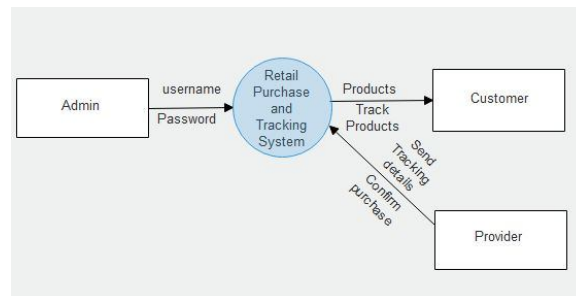 Admin
username
Password
Retail
Purchase
and
Tracking
System
Products
Track
Products
Customer
Send
Tracking
details
Confirm
purchase
Provider